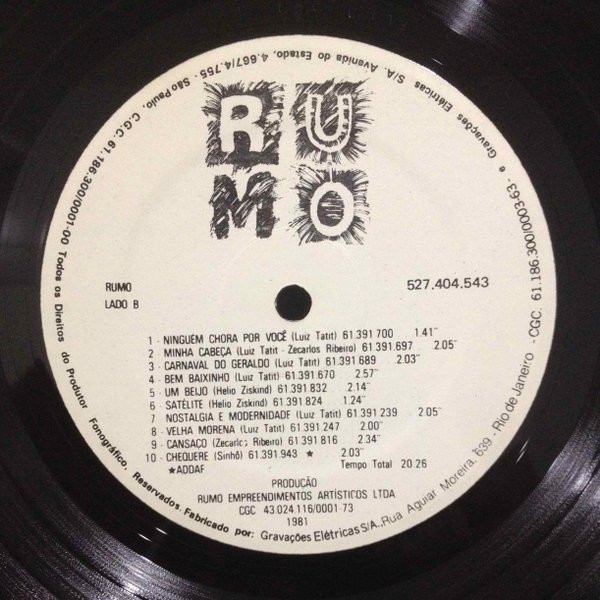 RU
MO
RUMO
LADO B
527.404.543
1 - NINGUÉM CHORA POR VOCÊ (Luiz Tatit) 61.391.700 1.41"
2 - MINHA CABEÇA (Luiz Tatit - Zecarlos Ribeiro) 61.391.697 2.05"
3 - CARNAVAL DO GERALDO (Luiz Tatit) 61.391.689 2.03"
4 - BEM BAIXINHO (Luiz Tatit) 61.391.670 2.57"
5 - UM BEIJO (Helio Ziskind) 61.391.832 2.14"
6 - SATÉLITE (Helio Ziskind) 61.391.824 1.24"
7 - NOSTALGIA E MODERNIDADE (Luiz Tatit) 61.391.239 2.05"
8 - VELHA MORENA (Luiz Tatit) 61.391.247 2.00"
9 - CANSAÇO (Zecarlos Ribeiro) 61.391.816 2.34"
10 - CHEQUERE (Sinhô) 61.391.943 ★ 2.03"
★ADDAF Tempo Total 20:26
PRODUÇÃO
RUMO EMPREENDIMENTOS ARTÍSTICOS LTDA
CGC 43.024.116/0001-73
1981
Todos os Direitos do Produtor Fonográfico, Reservados. Fabricado por: Gravações Elétricas S/A., Rua Aguiar Moreira, 639 - Rio de Janeiro - CGC. 61.186.300/0003-63 - e Gravações Elétricas S/A. Avenida do Estado, 4.667/4.755 - São Paulo, C.G.C. 61.186.300/0001-00